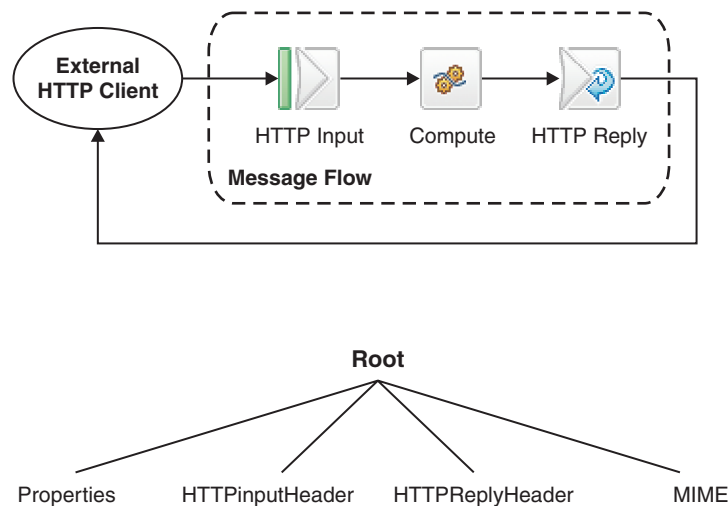 External
HTTP Client
HTTP Input
Compute
HTTP Reply
Message Flow
Root
Properties
HTTPinputHeader
HTTPReplyHeader
MIME